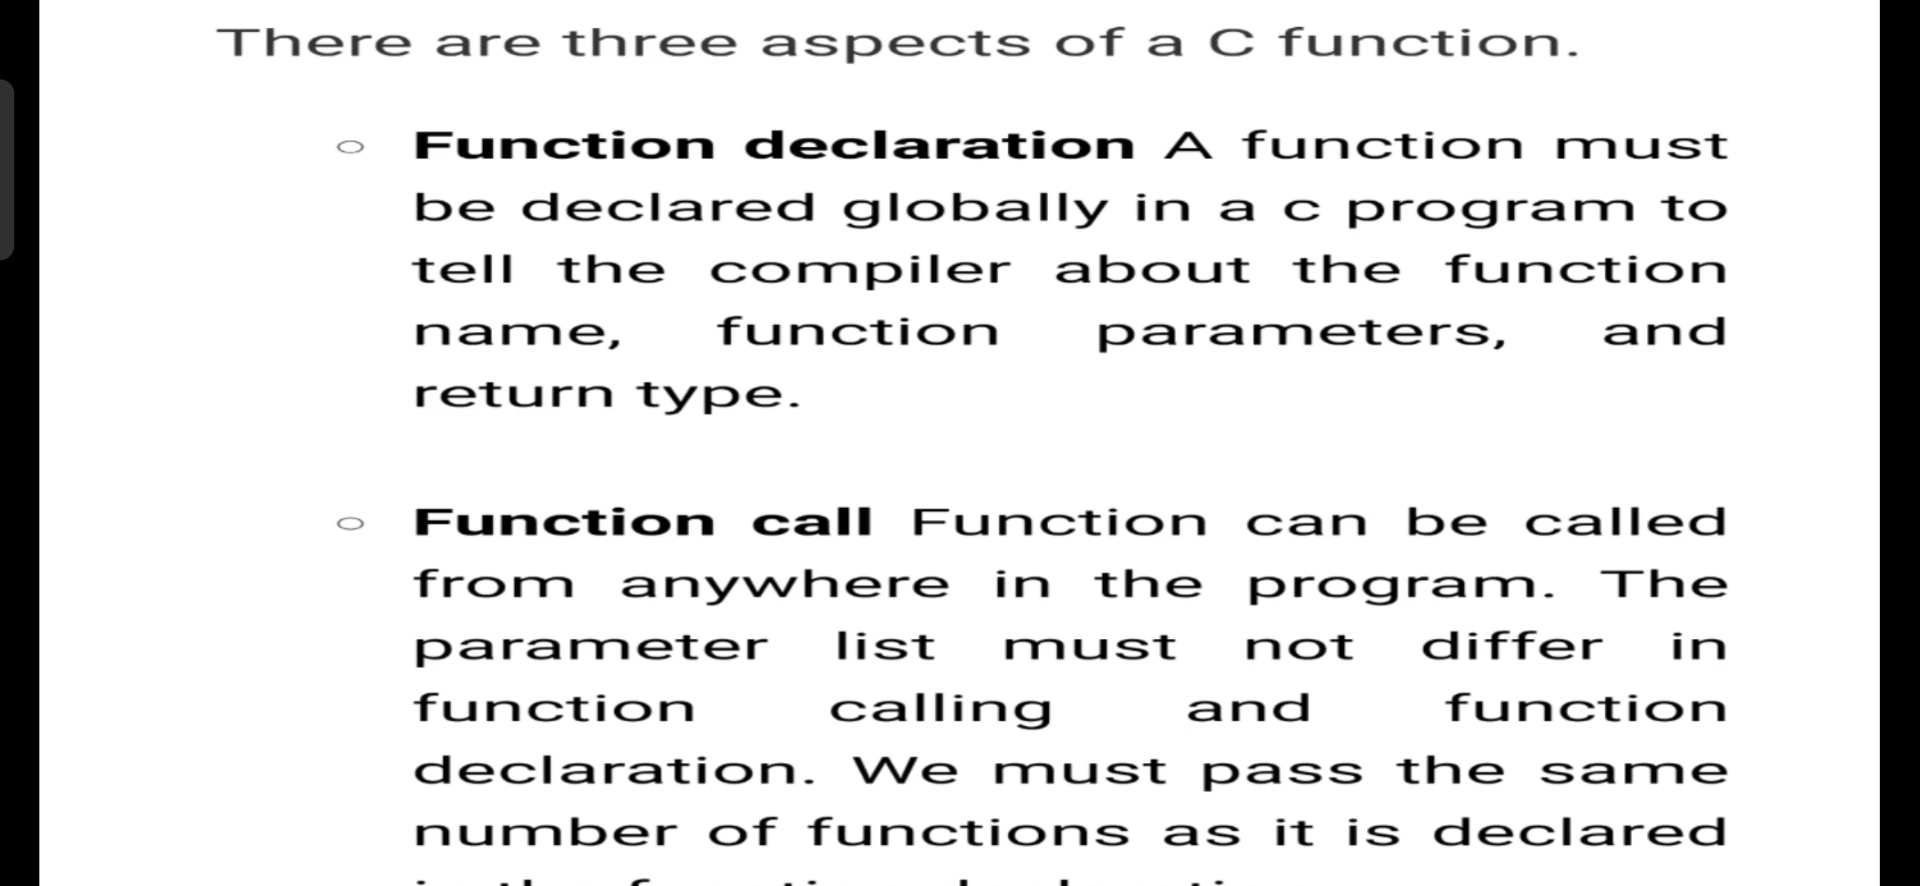 There are three aspects of a C function.
Function declaration A function must
be declared globally in a c program to
tell the compiler about the function
name, function parameters, and
return type.
Function call Function can be called
from anywhere in the program. The
parameter list must not differ in
function calling and function
declaration. We must pass the same
number of functions as it is declared